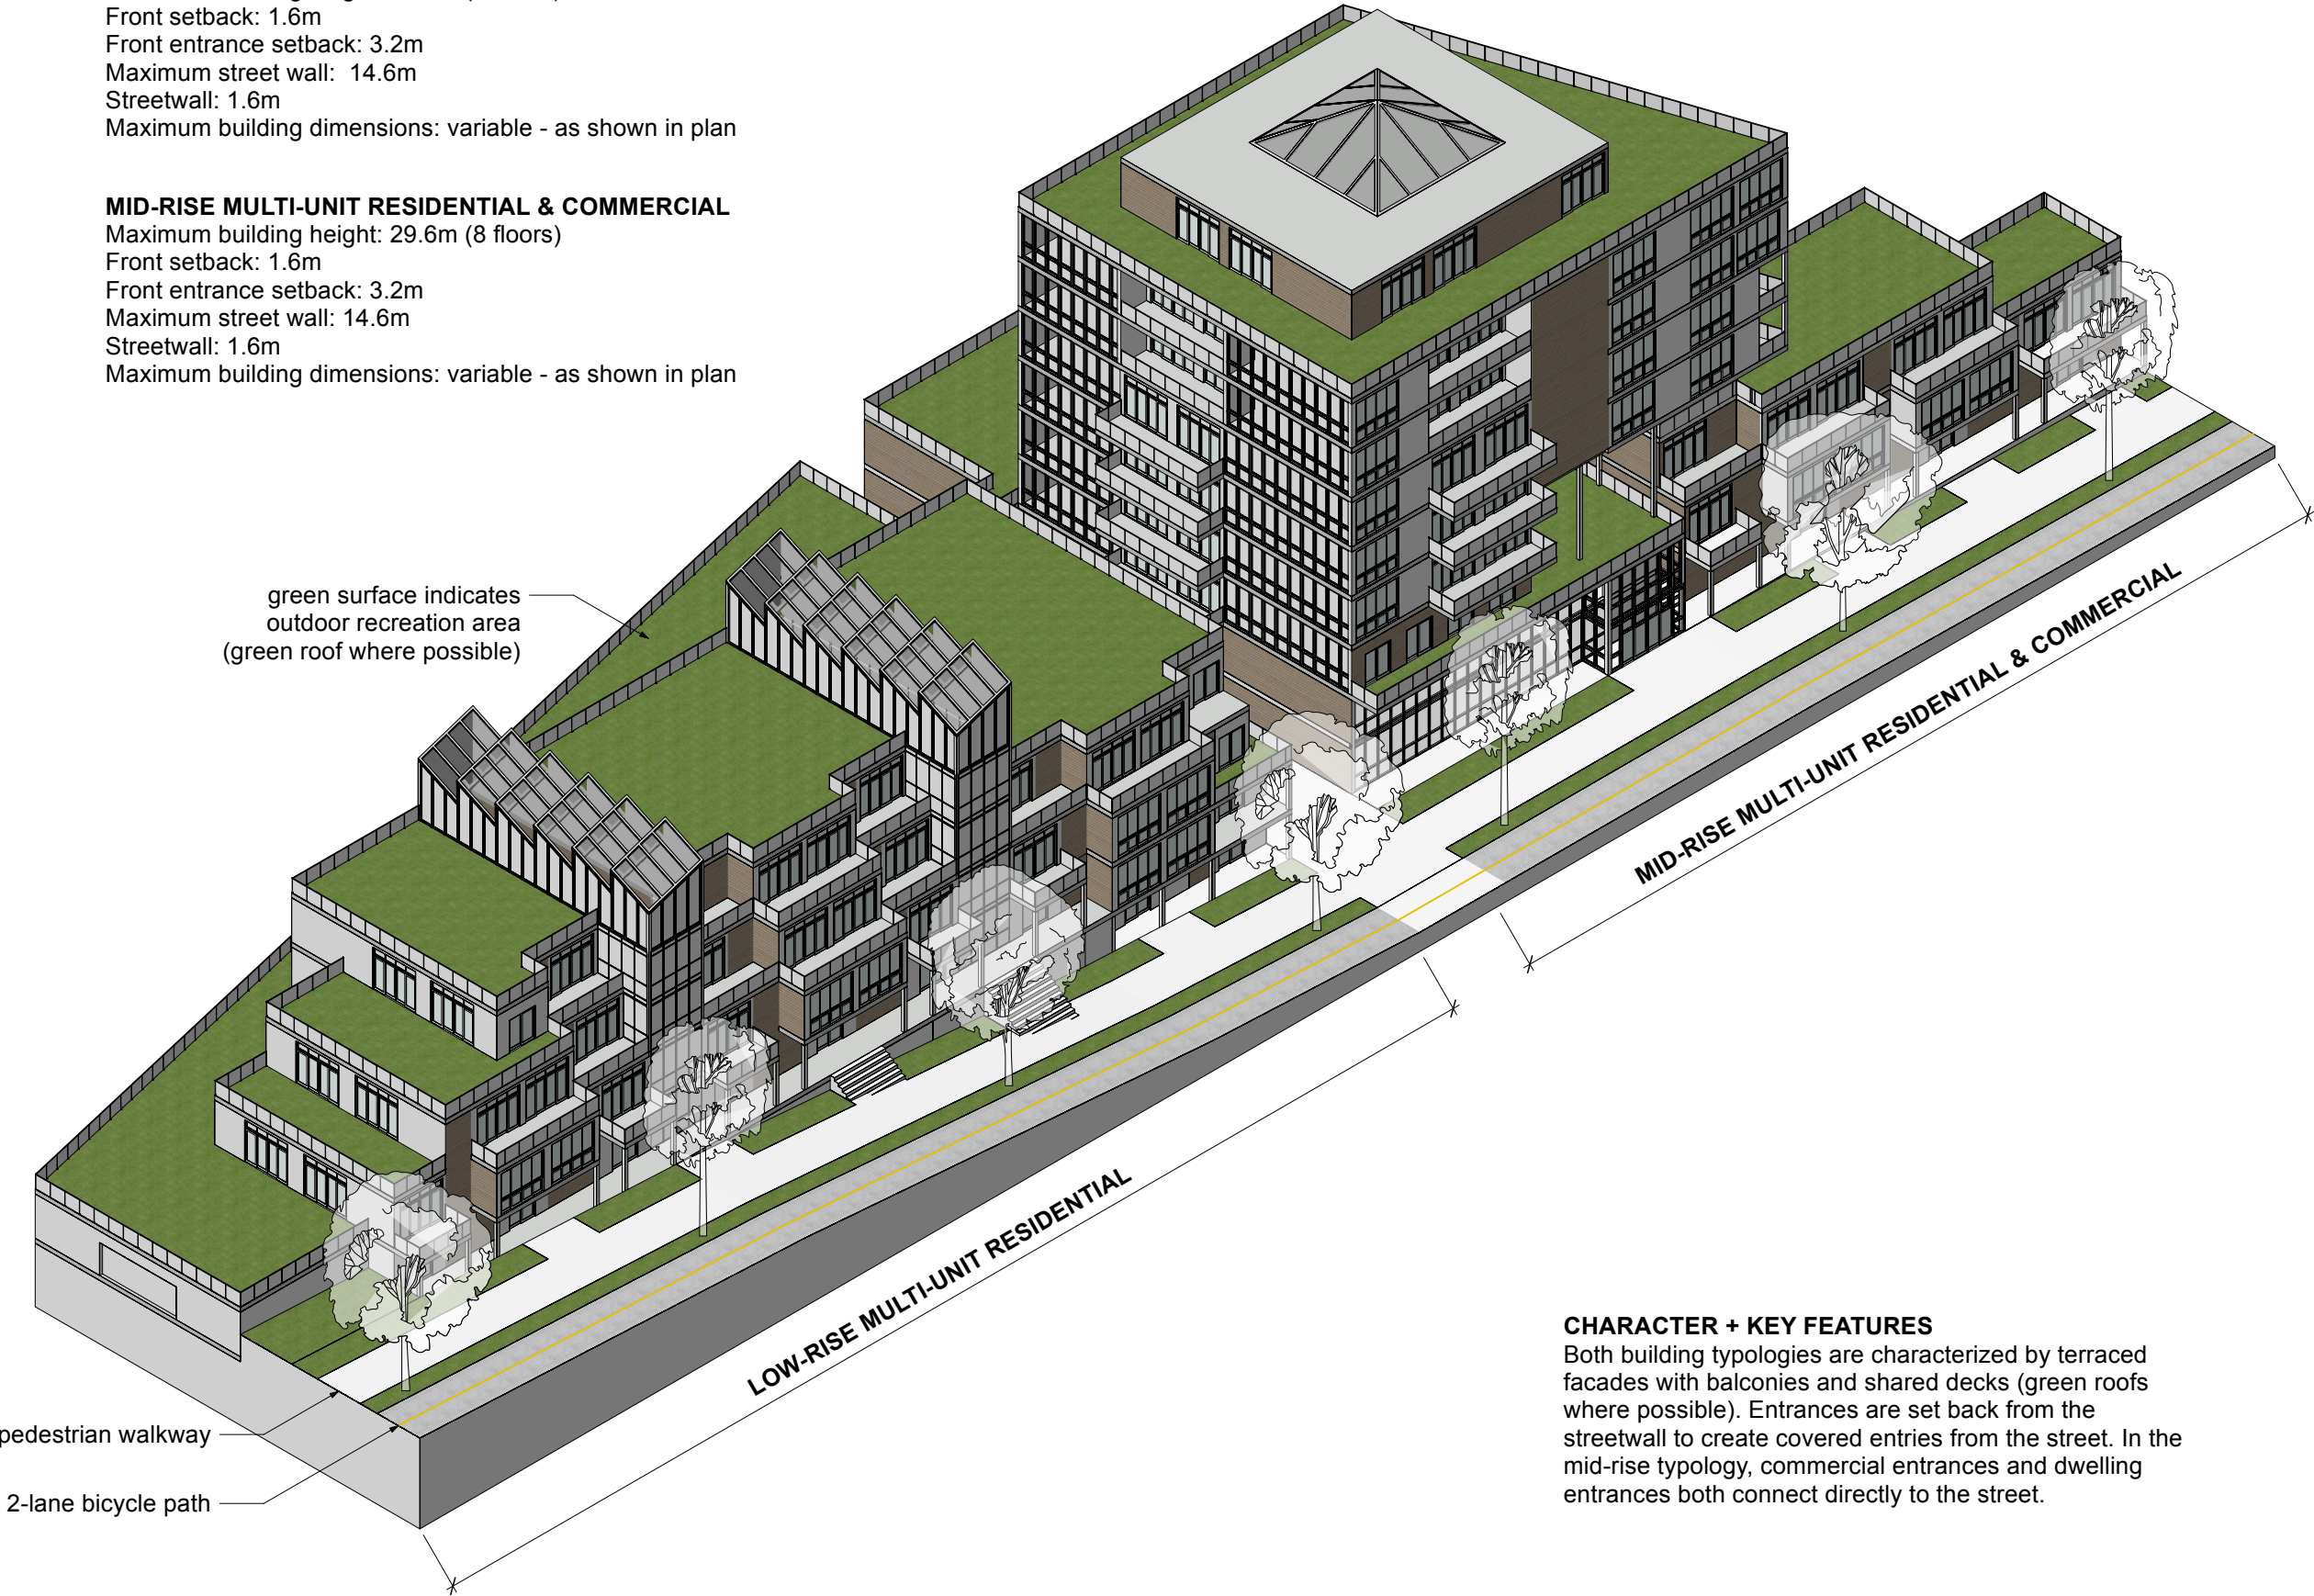 Front setback: 1.6m
Front entrance setback: 3.2m
Maximum street wall:  14.6m
Streetwall: 1.6m
Maximum building dimensions: variable - as shown in plan
MID-RISE MULTI-UNIT RESIDENTIAL & COMMERCIAL
Maximum building height: 29.6m (8 floors)
Front setback: 1.6m
Front entrance setback: 3.2m
Maximum street wall: 14.6m
Streetwall: 1.6m
Maximum building dimensions: variable - as shown in plan
green surface indicates
outdoor recreation area
(green roof where possible)
MID-RISE MULTI-UNIT RESIDENTIAL & COMMERCIAL
LOW-RISE MULTI-UNIT RESIDENTIAL
pedestrian walkway
2-lane bicycle path
CHARACTER + KEY FEATURES
Both building typologies are characterized by terraced
facades with balconies and shared decks (green roofs
where possible). Entrances are set back from the
streetwall to create covered entries from the street. In the
mid-rise typology, commercial entrances and dwelling
entrances both connect directly to the street.